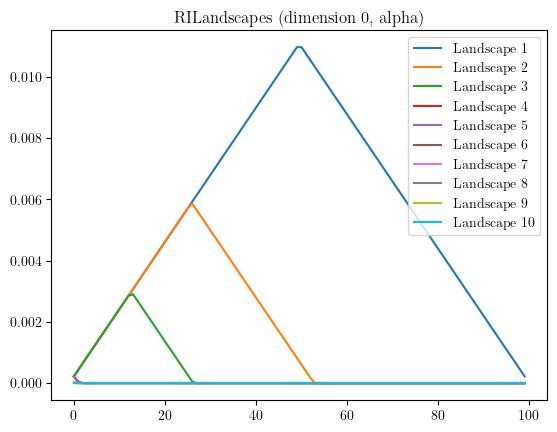 RILandscapes (dimension 0, alpha)
0.010
0.008
0.006
0.004
0.002
0.000
0
20
40
60
80
100
Landscape 1
Landscape 2
Landscape 3
Landscape 4
Landscape 5
Landscape 6
Landscape 7
Landscape 8
Landscape 9
Landscape 10